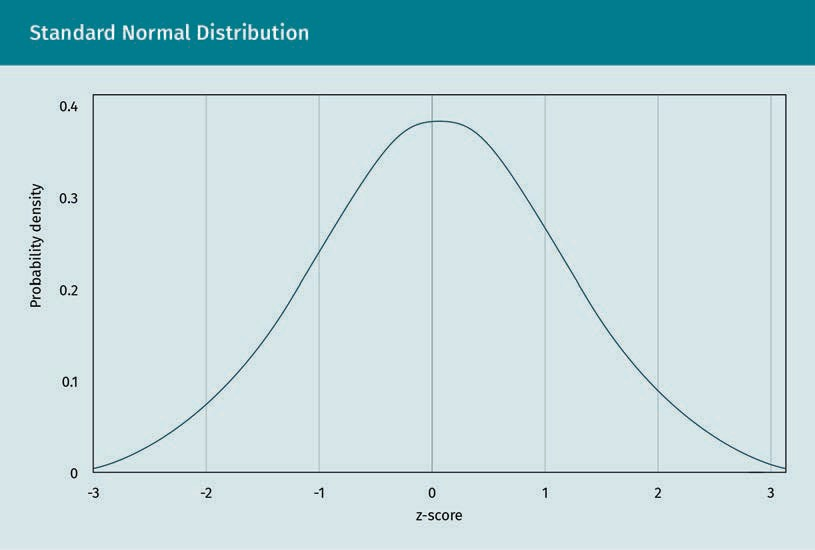 Standard Normal Distribution
0.4
0.3
0.2
0.1
0
Probability density
-3 -2 -1 0 1 2 3
z-score